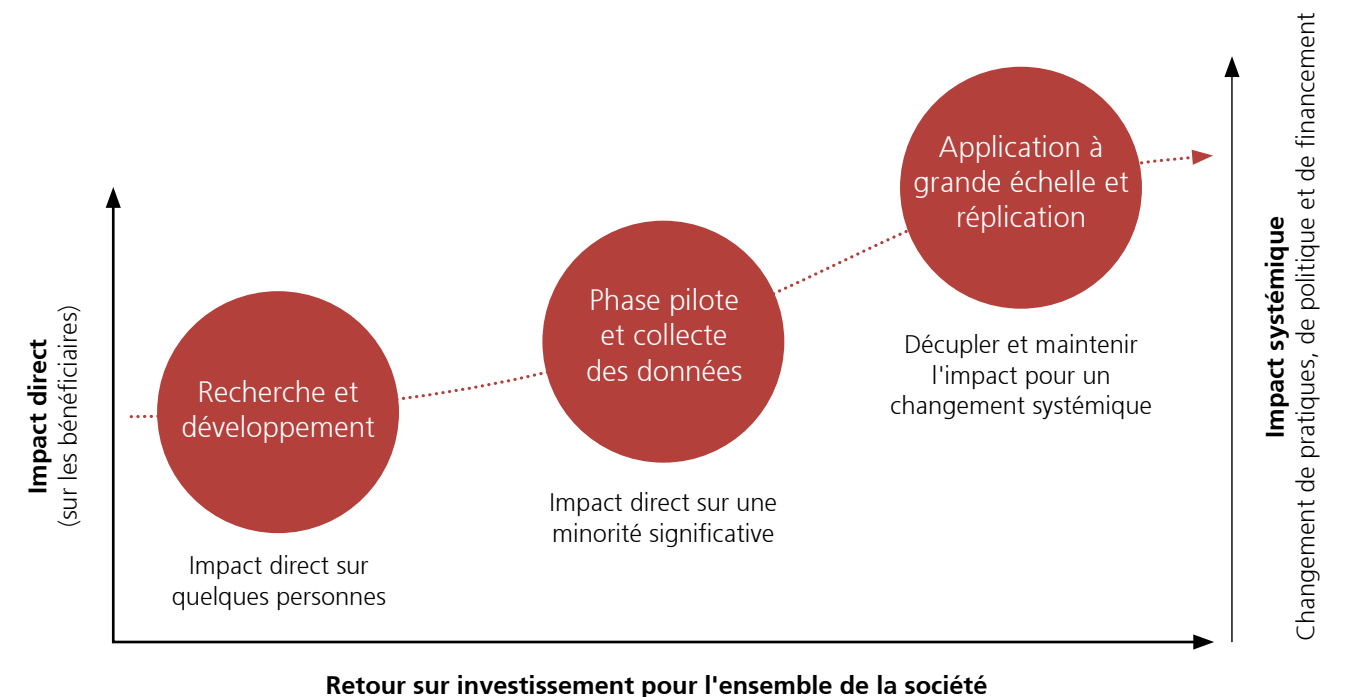 Impact direct
(sur les bénéficiaires)
Recherche et
développement
Impact direct sur
quelques personnes
Phase pilote
et collecte
des données
Impact direct sur une
minorité significative
Application à
grande échelle et
réplication
Décupler et maintenir
l'impact pour un
changement systémique
Impact systémique
Changement de pratiques, de politique et de financement
Retour sur investissement pour l'ensemble de la société